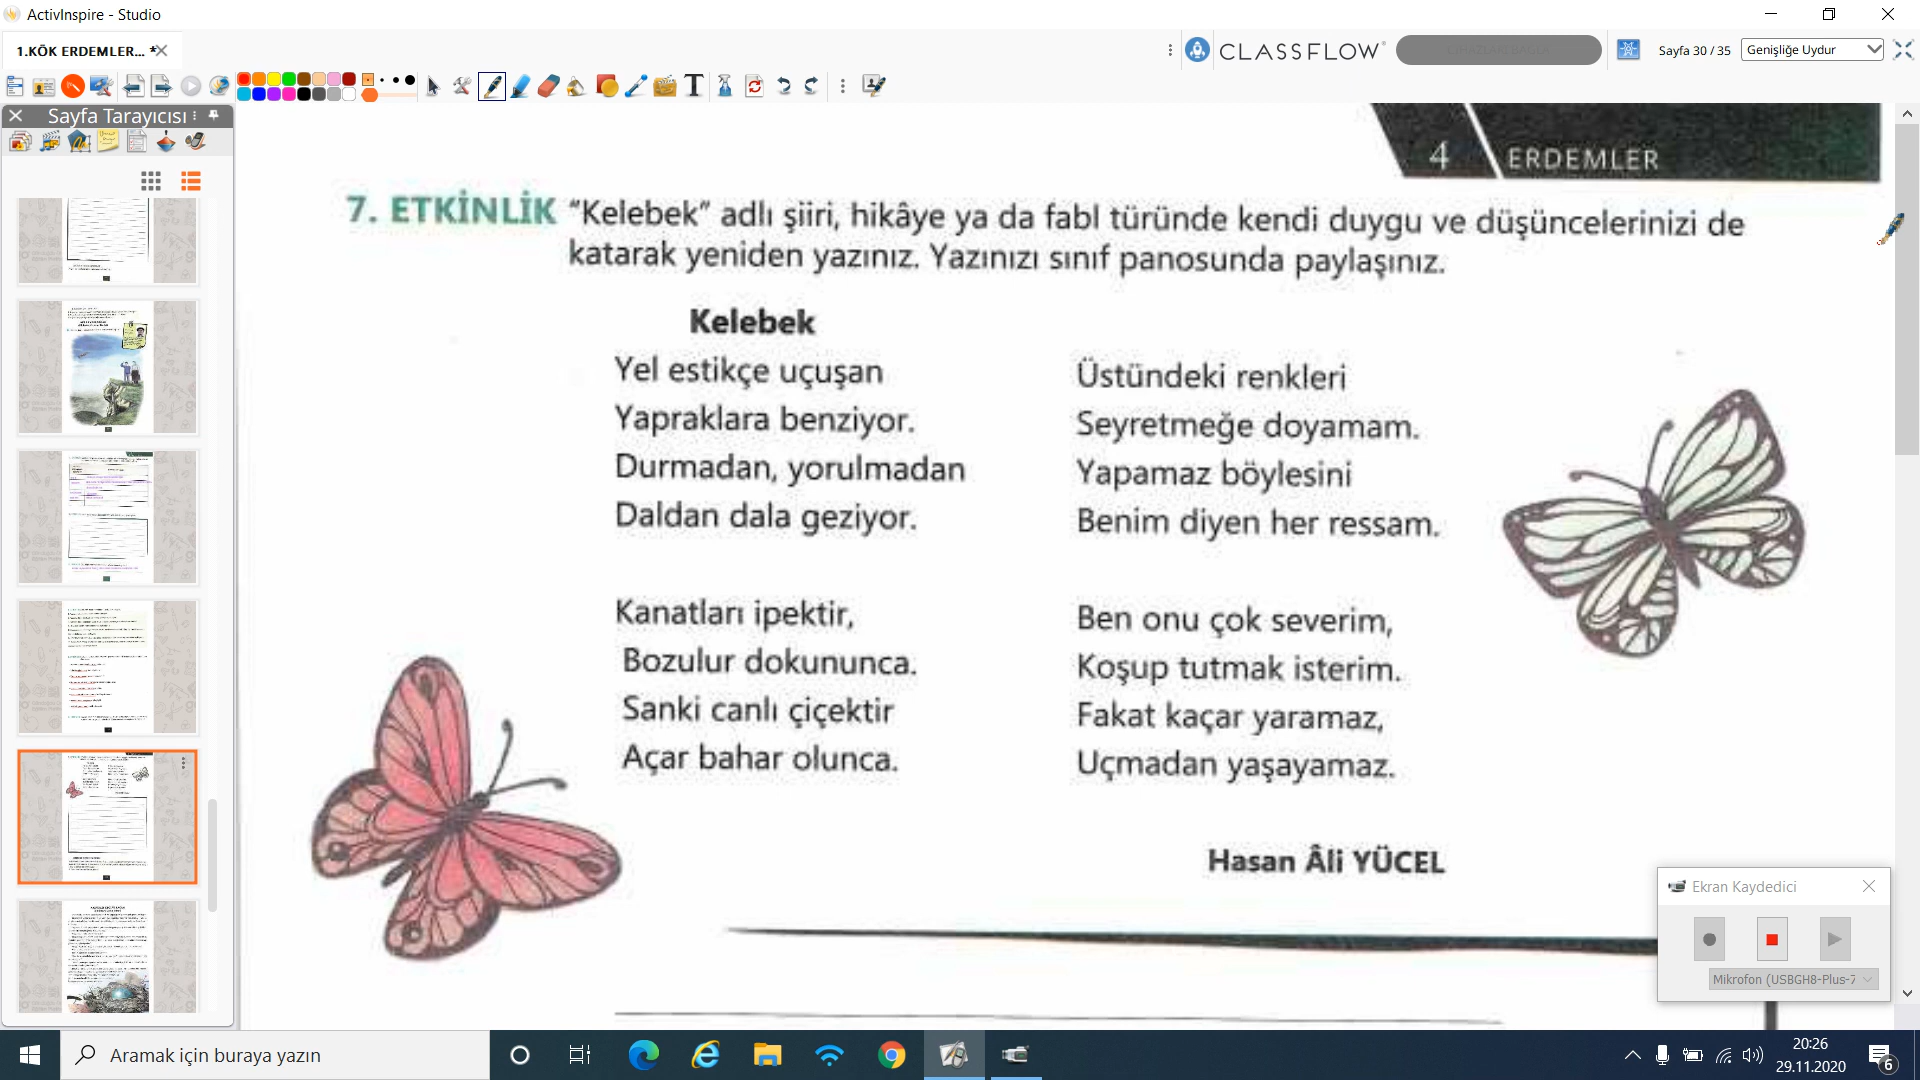 ActivInspire - Studio
1.KÖK ERDEMLER... *
CLASSFLOW
Sayfa 30 / 35
Genişliğe Uydur
Sayfa Tarayıcısı
4 ERDEMLER
7. ETKİNLİK "Kelebek" adlı şiiri, hikâye ya da fabl türünde kendi duygu ve düşüncelerinizi de
katarak yeniden yazınız. Yazınızı sınıf panosunda paylaşınız.
Kelebek
Yel estikçe uçuşan
Yapraklara benziyor.
Durmadan, yorulmadan
Daldan dala geziyor.
Kanatları ipektir,
Bozulur dokununca.
Sanki canlı çiçektir
Açar bahar olunca.
Üstündeki renkleri
Seyretmeğe doyamam.
Yapamaz böylesini
Benim diyen her ressam.
Ben onu çok severim,
Koşup tutmak isterim.
Fakat kaçar yaramaz,
Uçmadan yaşayamaz.
Hasan Âli YÜCEL
Ekran Kaydedici
Mikrofon (USBGH8-Plus-7
Aramak için buraya yazın
20:26
29.11.2020
6